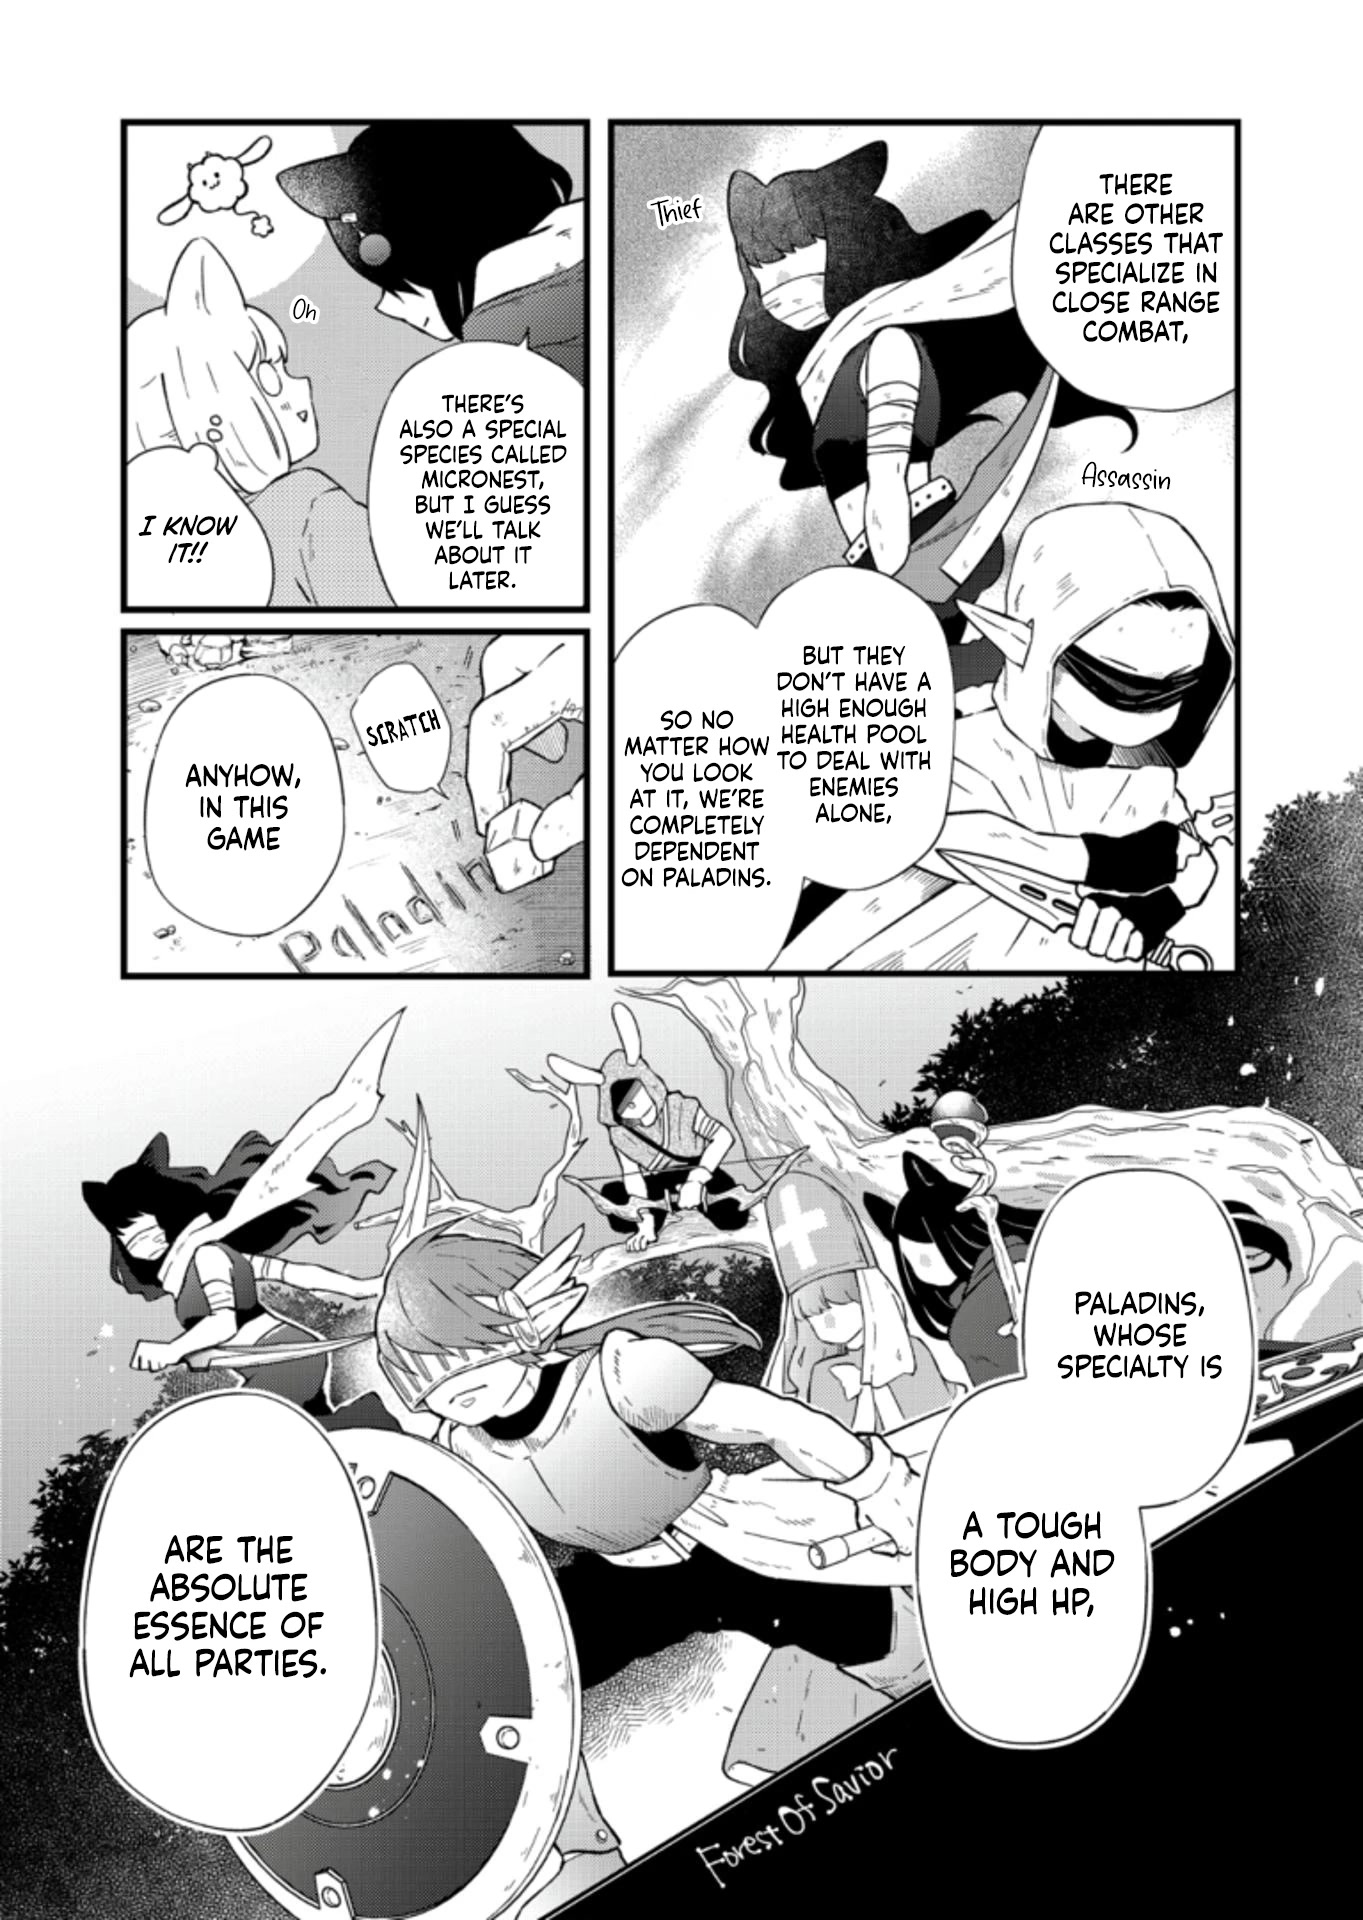 THERE
ARE OTHER
CLASSES THAT
SPECIALIZE IN
CLOSE RANGE
COMBAT,
Thief
Assassin
BUT THEY
DON'T HAVE A
HIGH ENOUGH
HEALTH POOL
TO DEAL WITH
ENEMIES
ALONE,
SO NO
MATTER HOW
YOU LOOK
AT IT, WE'RE
COMPLETELY
DEPENDENT
ON PALADINS.
Oh
THERE'S
ALSO A SPECIAL
SPECIES CALLED
MICRONEST,
BUT I GUESS
WE'LL TALK
ABOUT IT
LATER.
I KNOW
IT!!
SCRATCH
ANYHOW,
IN THIS
GAME
Paladin
PALADINS,
WHOSE
SPECIALTY IS
A TOUGH
BODY AND
HIGH HP,
ARE THE
ABSOLUTE
ESSENCE OF
ALL PARTIES.
Forest Of Savior